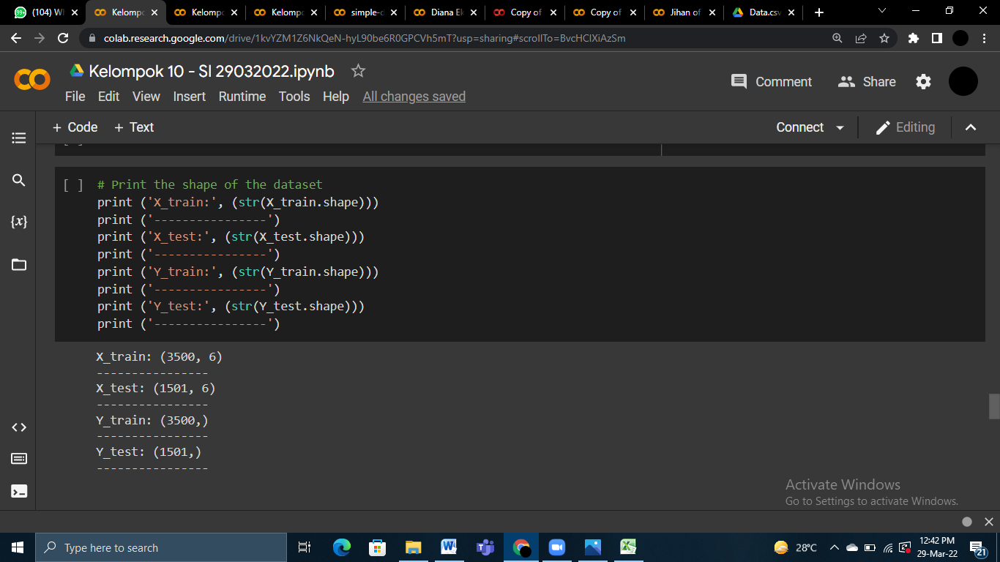 (104) W
Kelompo
Kelompo
Kelompo
simple-d
Diana Ek
Copy of
Copy of
Jihan of
Data.csv
colab.research.google.com/drive/1kvYZM1Z6NkQeN-hyL90be6R0GPCVh5mT?usp=sharing#scrollTo=BvcHClXiAzSm
Kelompok 10 - SI 29032022.ipynb
Comment
Share
File Edit View Insert Runtime Tools Help All changes saved
+ Code + Text
Connect
Editing
[ ] # Print the shape of the dataset
print ('X_train:', (str(X_train.shape)))
print ('----------------')
print ('X_test:', (str(X_test.shape)))
print ('----------------')
print ('Y_train:', (str(Y_train.shape)))
print ('----------------')
print ('Y_test:', (str(Y_test.shape)))
print ('----------------')
X_train: (3500, 6)
----------------
X_test: (1501, 6)
----------------
Y_train: (3500,)
----------------
Y_test: (1501,)
----------------
Activate Windows
Go to Settings to activate Windows.
Type here to search
28°C
12:42 PM
29-Mar-22
21